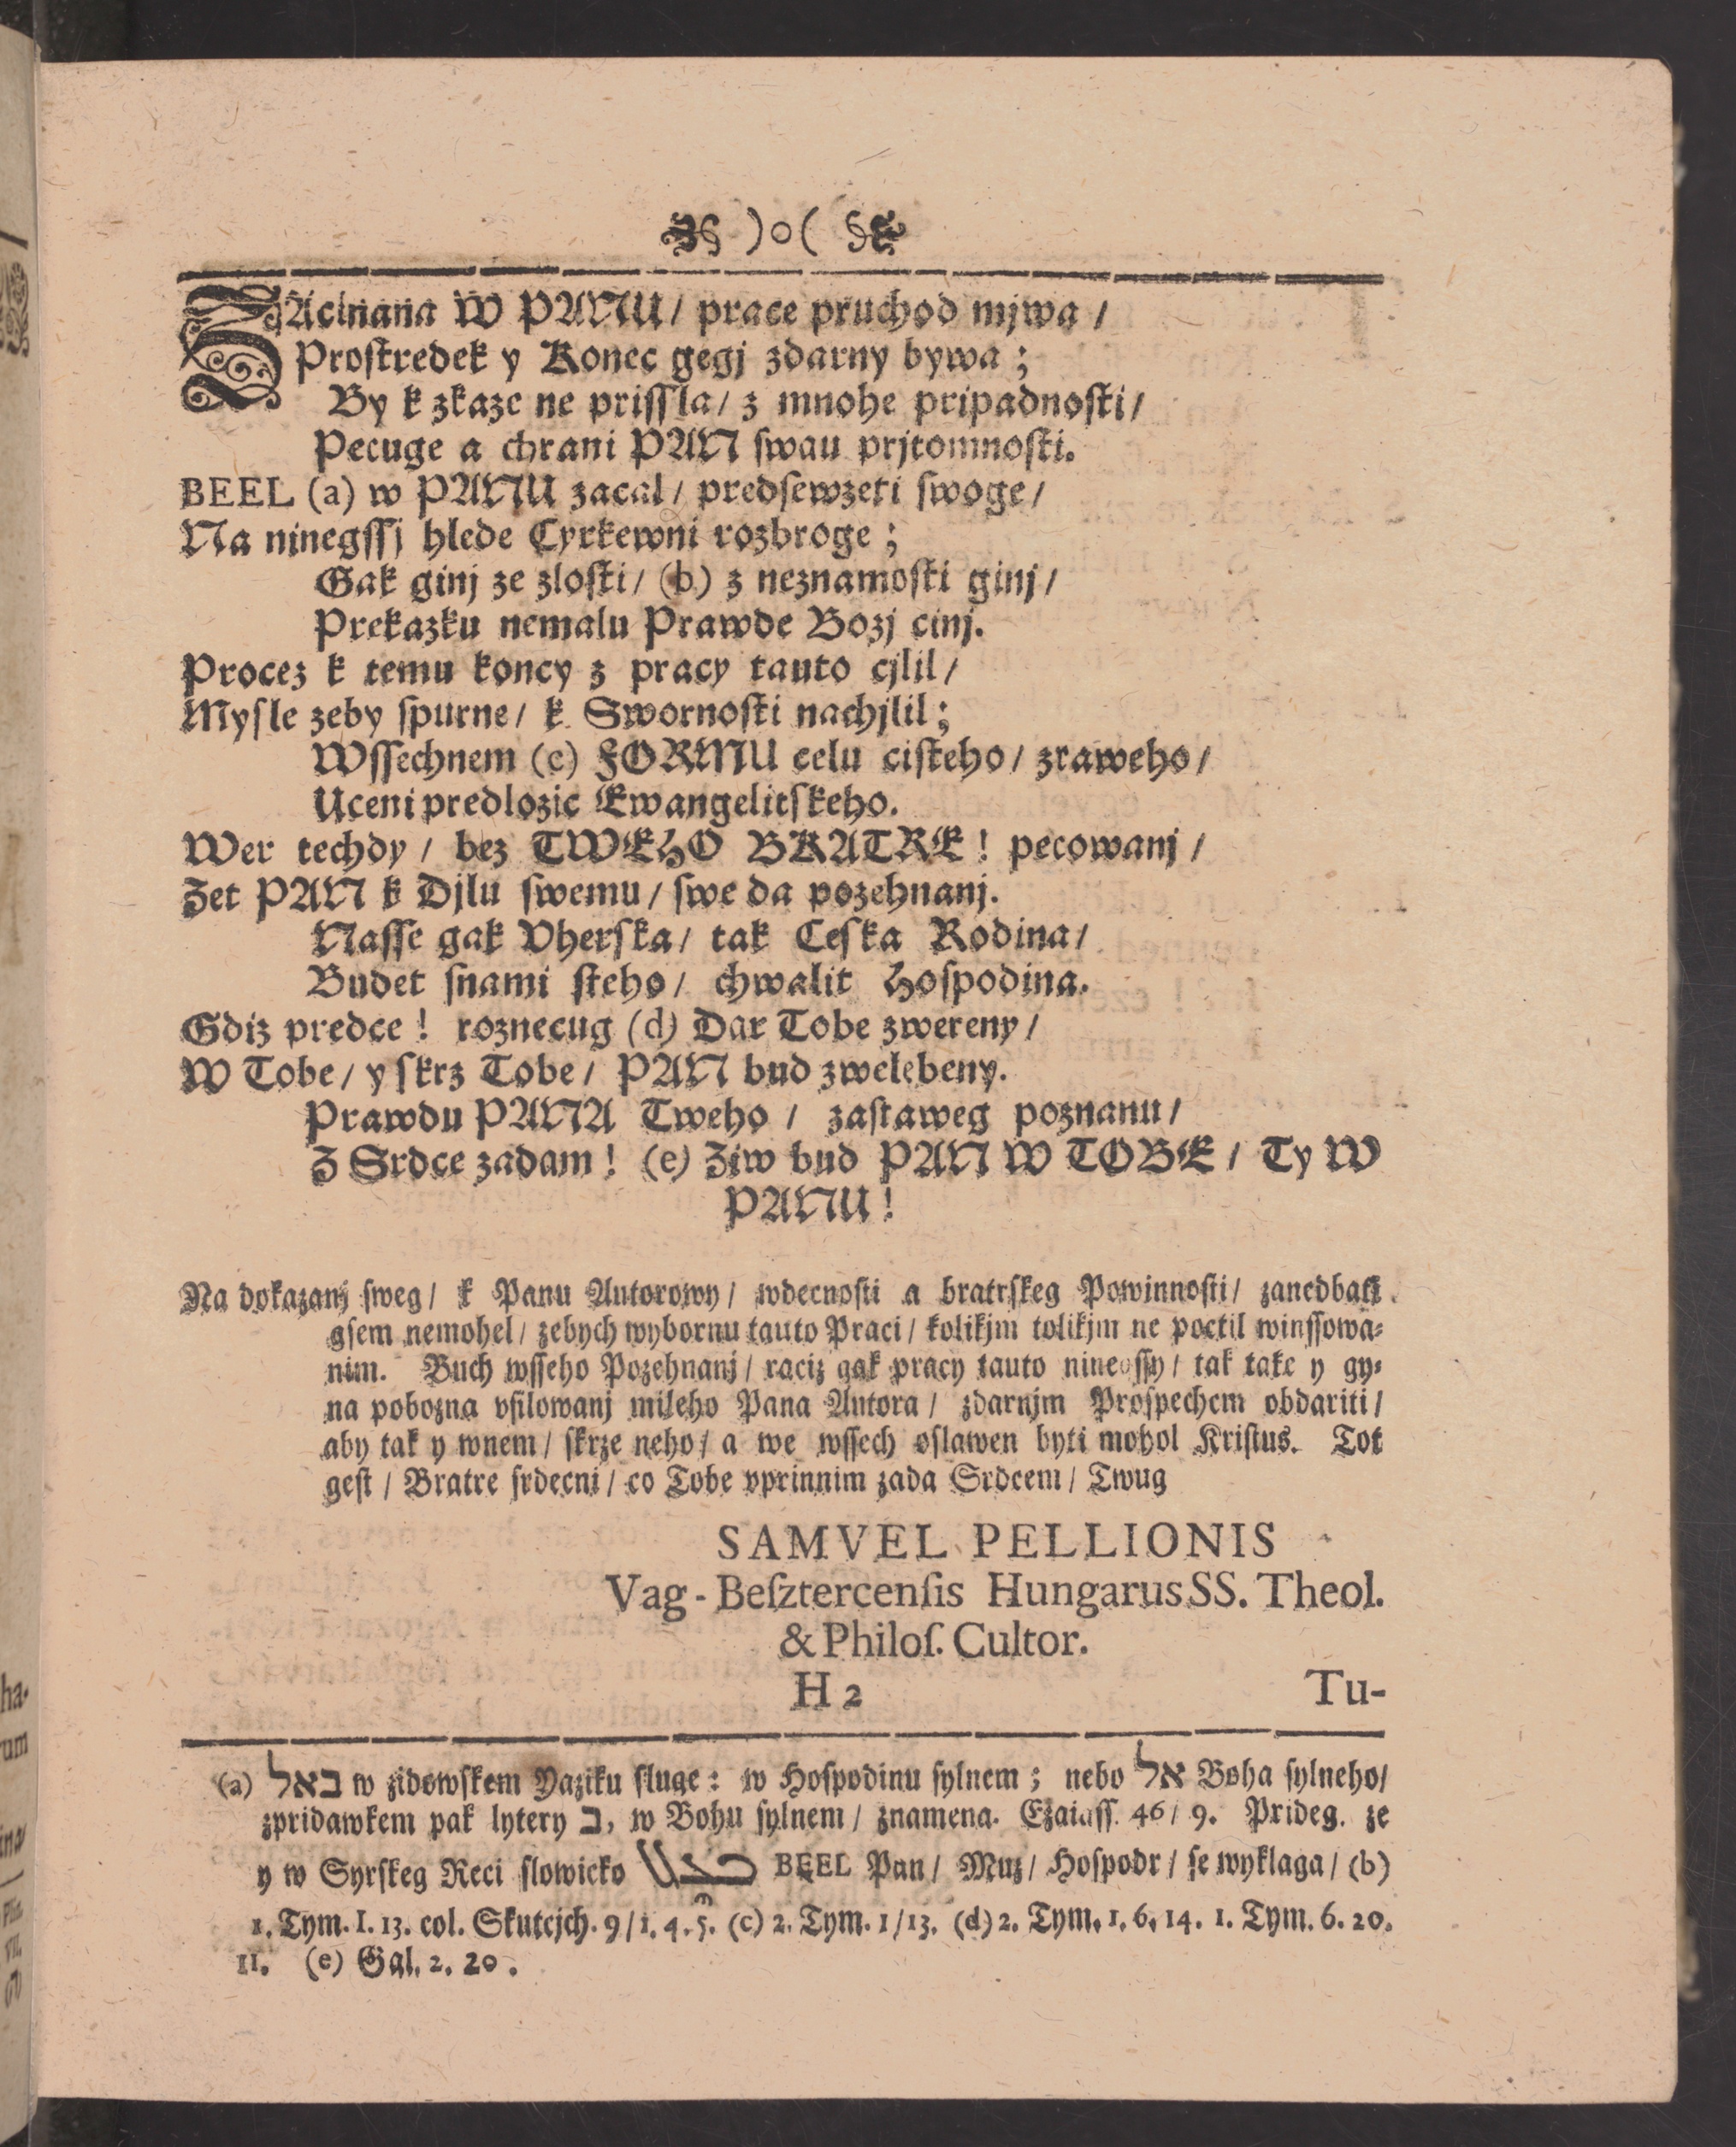 )o(
ZAcinana W PANU/ prace pruchod mjwa /
Prostredek y Konec gegj zdarny bywa ;
By k zkaze ne prissla/ z mnohe pripadnosti/
Pecuge a chrani PAN swau prjtomnosti.
BEEL (a) w PANU zacal/ predsewzeti swoge/
Na ninegssj hlede Cyrkewni rozbroge ;
Gak ginj ze zlosti/ (b) z neznamosti ginj/
Prekazku nemalu Prawde Bozj cinj.
Procez k temu koncy z pracy tauto cjlil/
Mysle zeby spurne/ k Swornosti nachjlil;
Wssechnem (c) FORMU celu cisteho/ zraweho/
Uceni predlozic Ewangelitskeho.
Wer techdy / bez TWEHO BKATRE! pecowanj /
Zet PAN k Djlu swemu/ swe da pozehnanj.
Nasse gak Vherska/ tak Ceska Rodina/
Budet snami steho/ chwalit Hospodina.
Gdiz predce ! roznecug (d) Dar Tobe zwereny/
W Tobe/ y skrz Tobe/ PAN bud zwelebeny.
Prawdu PANA Tweho / zastaweg poznanu/
Z Srdce zadam! (e) Ziw bud PAN W TOBE/ Ty W
PANU!
Na dokazanj sweg/ k Panu Autorowy/ wdecnosti a bratrskeg Powinnosti/ zanedbati
gsem nemohel/ zebych wybornu tauto Praci/ kolikjm tolikjm ne poctil winssowa-
nim. Buch wsseho Pozehnanj/ raciz gak pracy tauto ninegssy/ tak take y gy-
na pobozna vsilowanj mileho Pana Autora / zdarnjm Prospechem obdariti/
aby tak y wnem/ skrze neho/ a we wssech oslawen byti mohol Kristus. Tot
gest / Bratre srdecni/ co Tobe vprinnim zada Srdcem/ Twug
SAMVEL PELLIONIS
Vag-Besztercensis Hungarus SS. Theol.
& Philos. Cultor.
H 2 Tu-
(a) באל w zidowskem Yaziku sluge: w Hospodinu sylnem; nebo אל Boha sylneho/
zpridawkem pak lytery ב, w Bohu sylnem/ znamena. Ezaiass. 46/ 9. Prideg. ze
y w Syrskeg Reci slowicko BEEL Pan/ Muz/ Hospodr/ se wyklaga/ (b)
1. Tym. I. 13. col. Skutcjch. 9/1. 4. 5. (c) 2. Tym. 1/13. (d) 2. Tym. 1. 6. 14. 1. Tym. 6. 20.
II. (e) Gal. 2. 20.